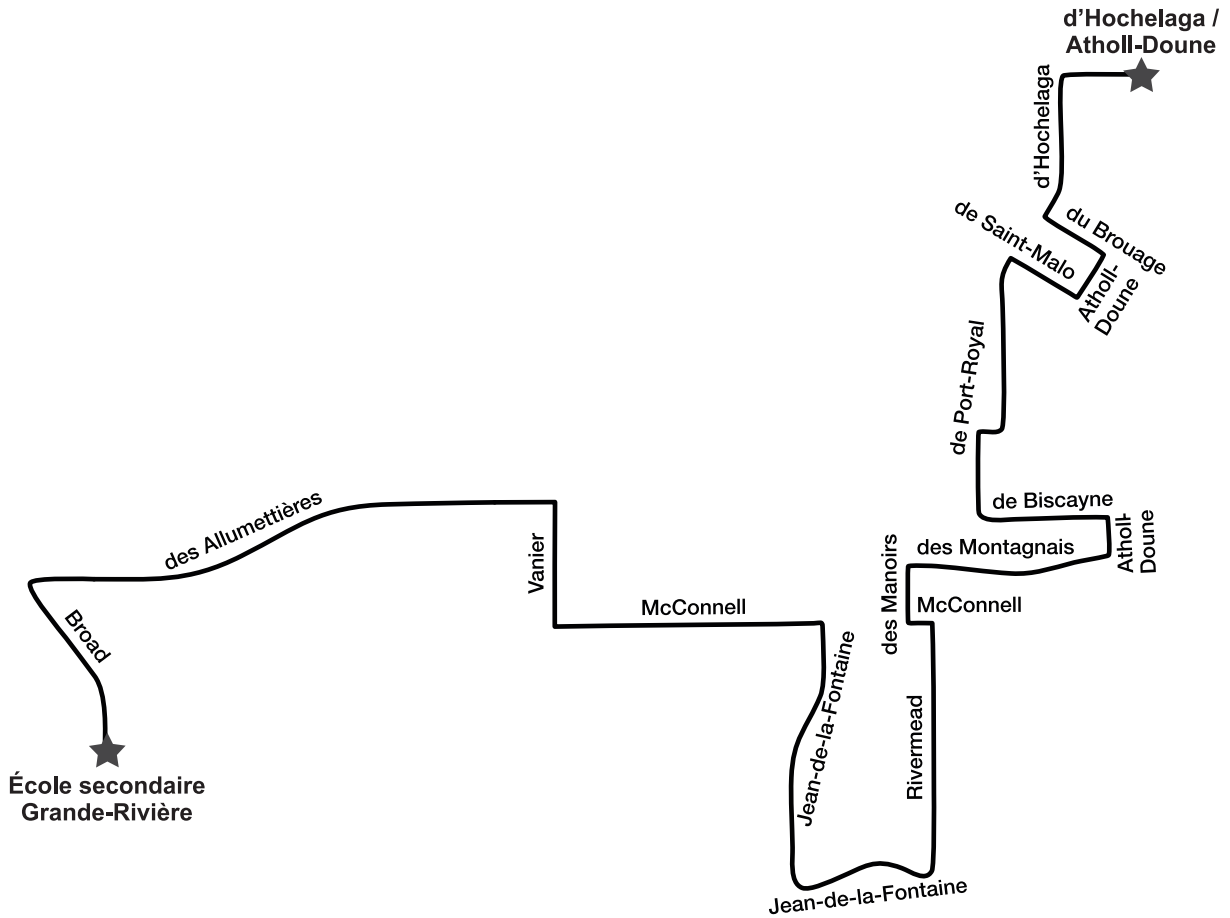 d'Hochelaga /
Atholl-Doune
d'Hochelaga
de Saint-Malo
du Brouage
Atholl-
Doune
de Port-Royal
de Biscayne
Atholl-
Doune
des Montagnais
des Manoirs
McConnell
des Allumettières
Vanier
McConnell
Broad
Jean-de-la-Fontaine
Rivermead
Jean-de-la-Fontaine
École secondaire
Grande-Rivière